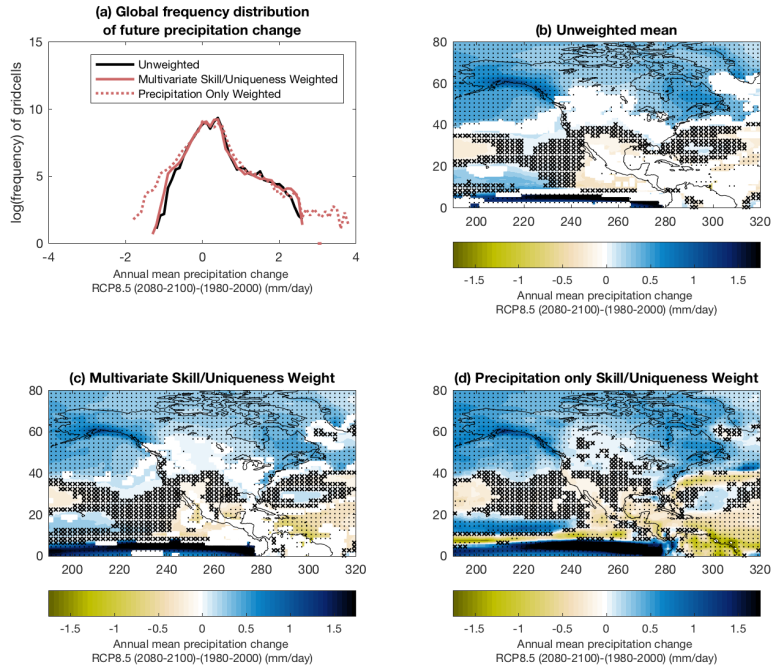 (a) Global frequency distribution
of future precipitation change
15
10
5
0
log(frequency) of gridcells
Unweighted
Multivariate Skill/Uniqueness Weighted
Precipitation Only Weighted
-4 -2 0 2 4
Annual mean precipitation change
RCP8.5 (2080-2100)-(1980-2000) (mm/day)
(b) Unweighted mean
80
60
40
20
0
200 220 240 260 280 300 320
-1.5 -1 -0.5 0 0.5 1 1.5
Annual mean precipitation change
RCP8.5 (2080-2100)-(1980-2000) (mm/day)
(c) Multivariate Skill/Uniqueness Weight
80
60
40
20
0
200 220 240 260 280 300 320
-1.5 -1 -0.5 0 0.5 1 1.5
Annual mean precipitation change
RCP8.5 (2080-2100)-(1980-2000) (mm/day)
(d) Precipitation only Skill/Uniqueness Weight
80
60
40
20
0
200 220 240 260 280 300 320
-1.5 -1 -0.5 0 0.5 1 1.5
Annual mean precipitation change
RCP8.5 (2080-2100)-(1980-2000) (mm/day)